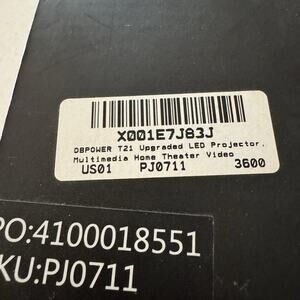 X001E7J83J
DBPOWER T21 Upgraded LED Projector,
Multimedia Home Theater Video
US01 PJ0711 3600
PO:4100018551
KU:PJ0711